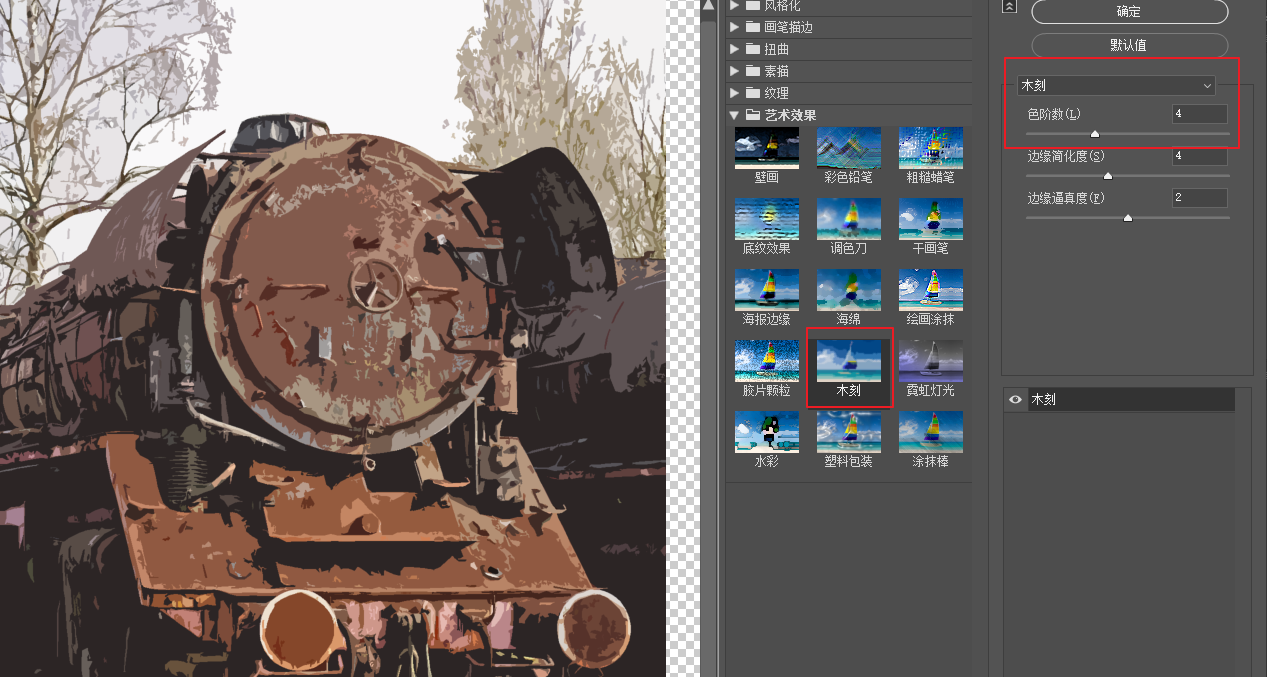 风格化
画笔描边
扭曲
素描
纹理
艺术效果
壁画
彩色铅笔
粗糙蜡笔
底纹效果
调色刀
干画笔
海报边缘
海绵
绘画涂抹
胶片颗粒
木刻
霓虹灯光
水彩
塑料包装
涂抹棒
确定
默认值
木刻
色阶数(L) 4
边缘简化度(S) 4
边缘逼真度(F) 2
木刻